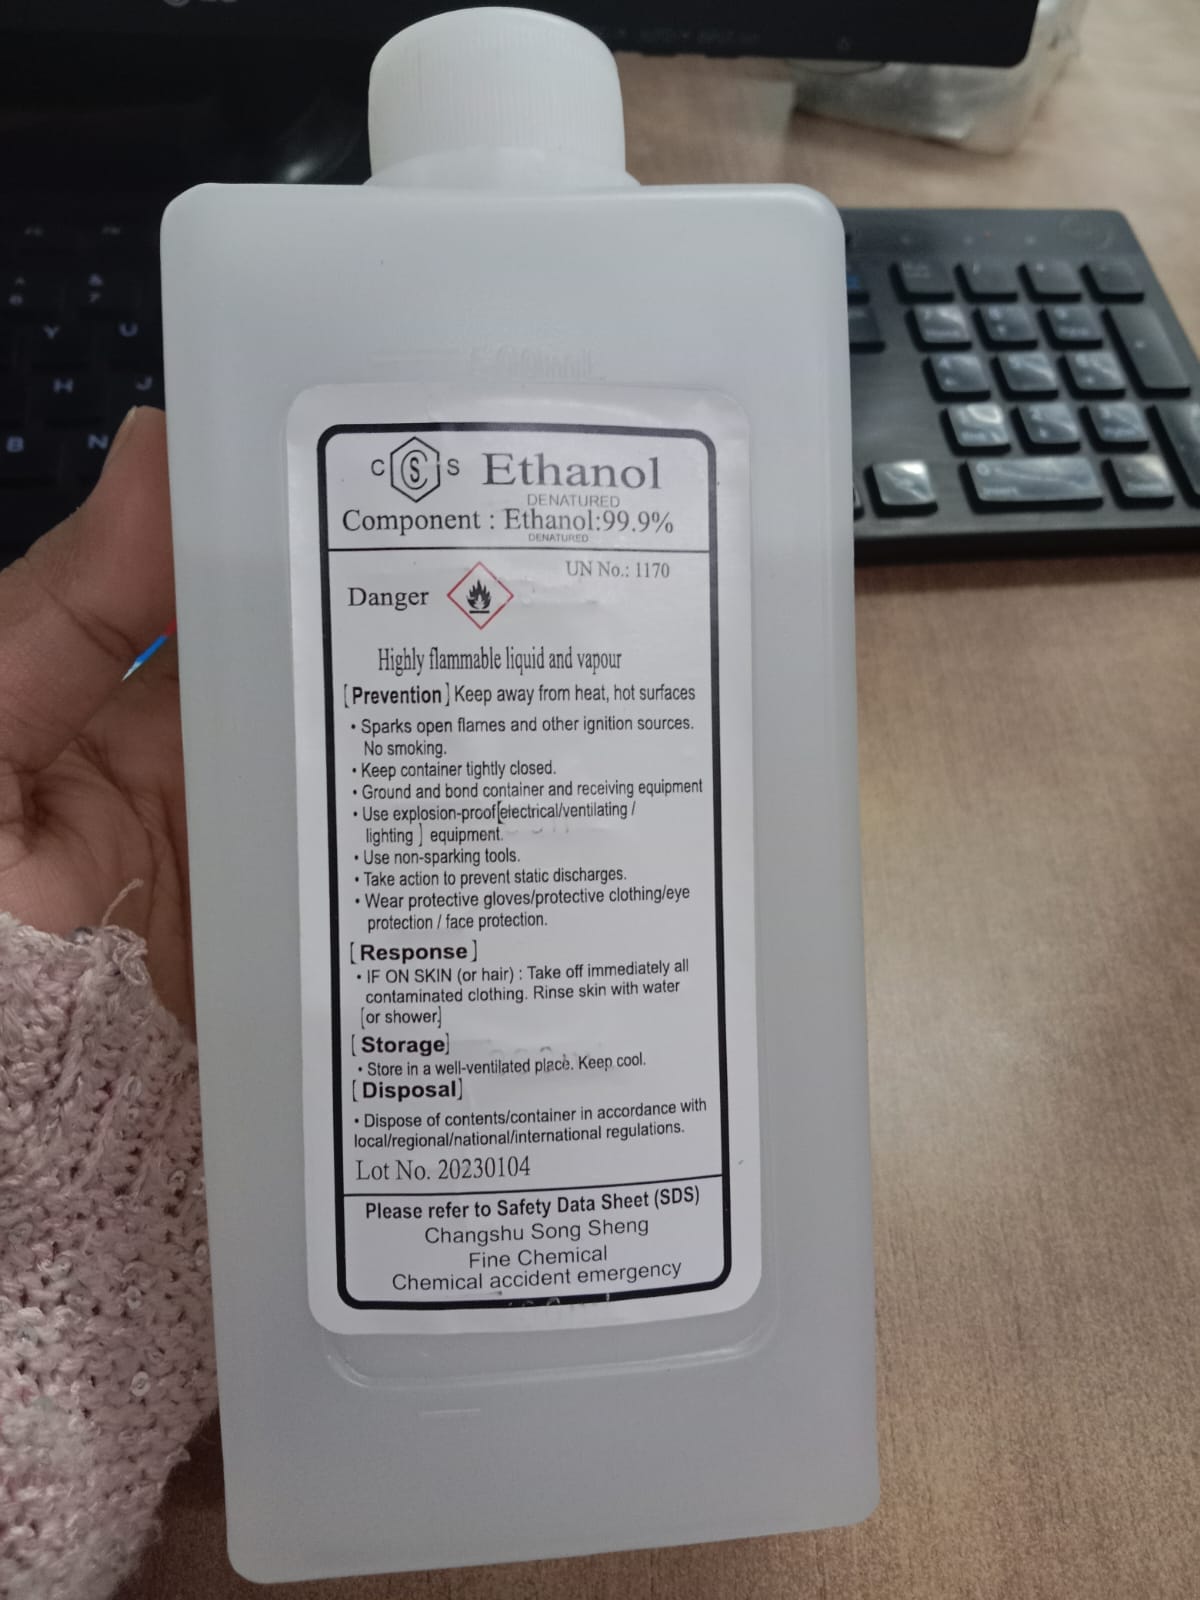 C S S Ethanol
DENATURED
Component : Ethanol:99.9%
DENATURED
UN No.: 1170
Danger
Highly flammable liquid and vapour
[Prevention] Keep away from heat, hot surfaces
• Sparks open flames and other ignition sources.
No smoking.
• Keep container tightly closed.
• Ground and bond container and receiving equipment
• Use explosion-proof[electrical/ventilating /
lighting ] equipment.
• Use non-sparking tools.
• Take action to prevent static discharges.
• Wear protective gloves/protective clothing/eye
protection / face protection.
[Response]
• IF ON SKIN (or hair) : Take off immediately all
contaminated clothing. Rinse skin with water
[or shower]
[Storage]
• Store in a well-ventilated place. Keep cool.
[Disposal]
• Dispose of contents/container in accordance with
local/regional/national/international regulations.
Lot No. 20230104
Please refer to Safety Data Sheet (SDS)
Changshu Song Sheng
Fine Chemical
Chemical accident emergency
6 & 7
Y U
H J
B N